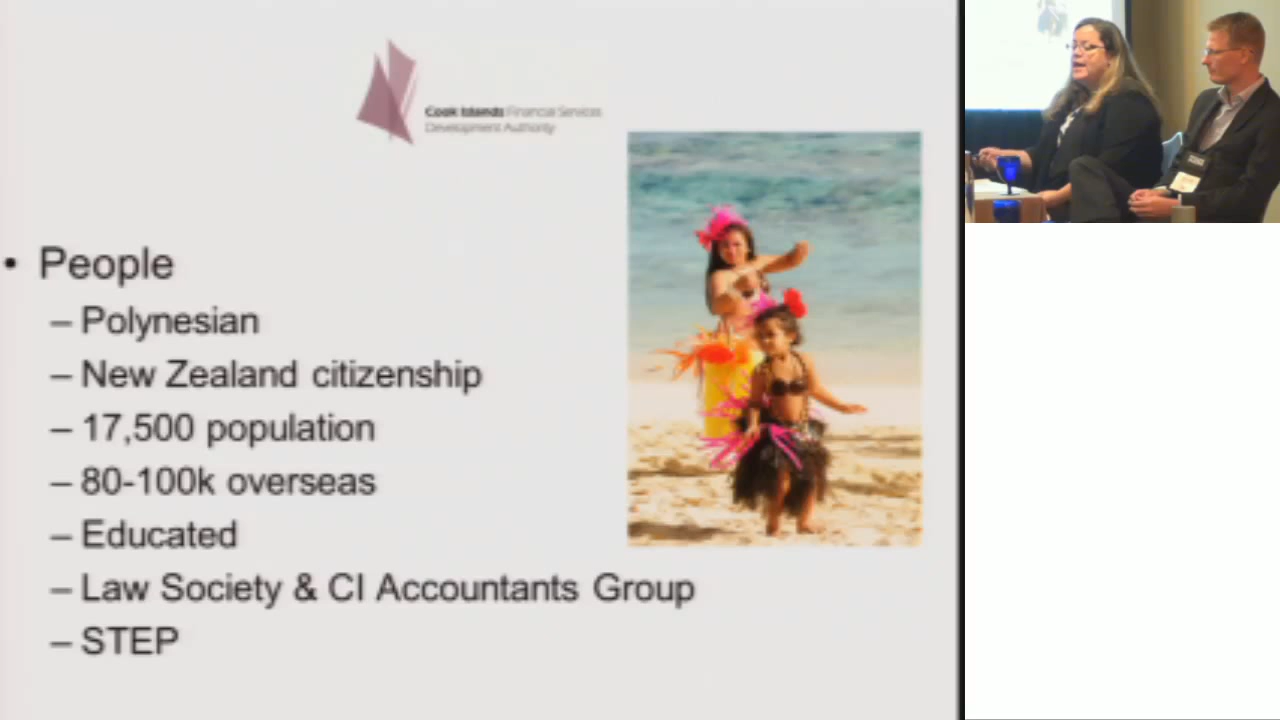 Cook Islands Financial Services
Development Authority
• People
– Polynesian
– New Zealand citizenship
– 17,500 population
– 80-100k overseas
– Educated
– Law Society & CI Accountants Group
– STEP